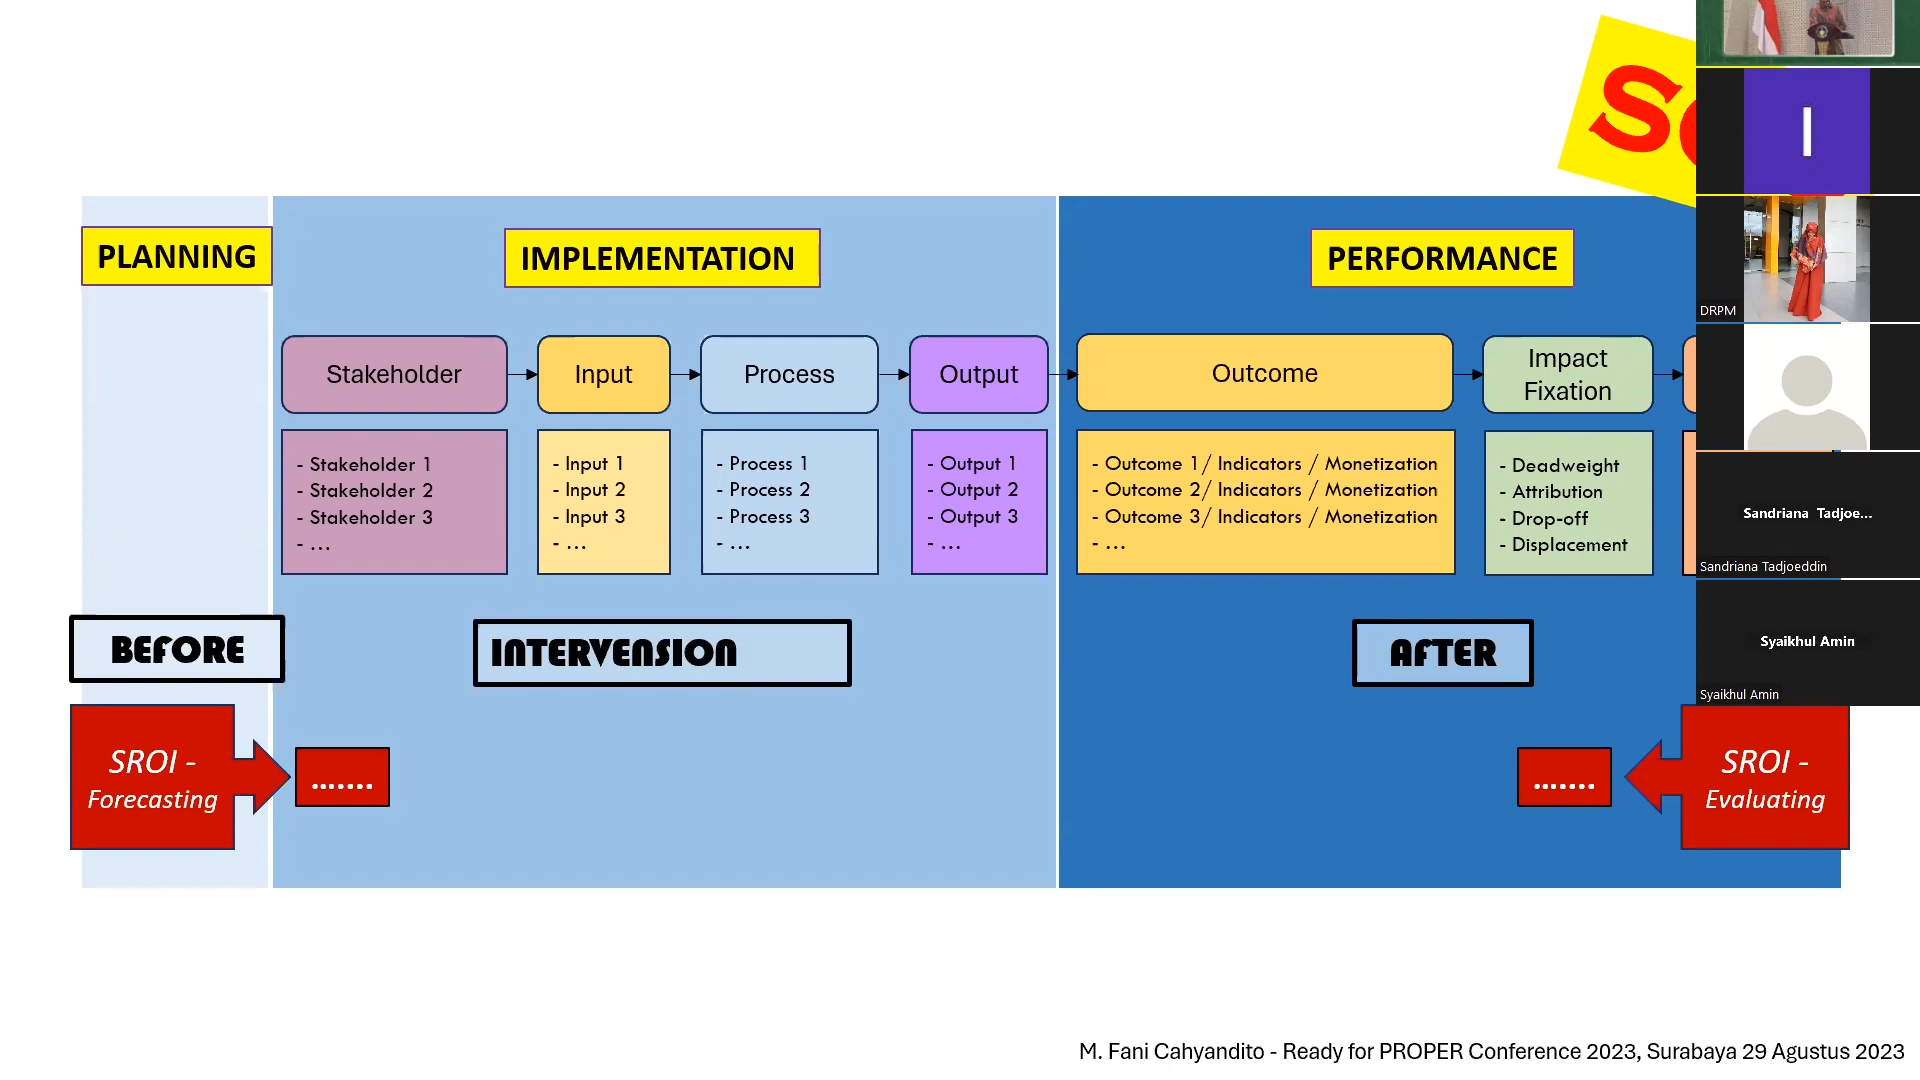 PLANNING
IMPLEMENTATION
PERFORMANCE
Stakeholder
Input
Process
Output
Outcome
Impact
Fixation
- Stakeholder 1
- Stakeholder 2
- Stakeholder 3
- ...
- Input 1
- Input 2
- Input 3
- ...
- Process 1
- Process 2
- Process 3
- ...
- Output 1
- Output 2
- Output 3
- ...
- Outcome 1/ Indicators / Monetization
- Outcome 2/ Indicators / Monetization
- Outcome 3/ Indicators / Monetization
- ...
- Deadweight
- Attribution
- Drop-off
- Displacement
BEFORE
INTERVENSION
AFTER
SROI -
Forecasting
.......
.......
SROI -
Evaluating
M. Fani Cahyandito - Ready for PROPER Conference 2023, Surabaya 29 Agustus 2023
I
DRPM
Sandriana Tadjoe...
Sandriana Tadjoeddin
Syaikhul Amin
Syaikhul Amin